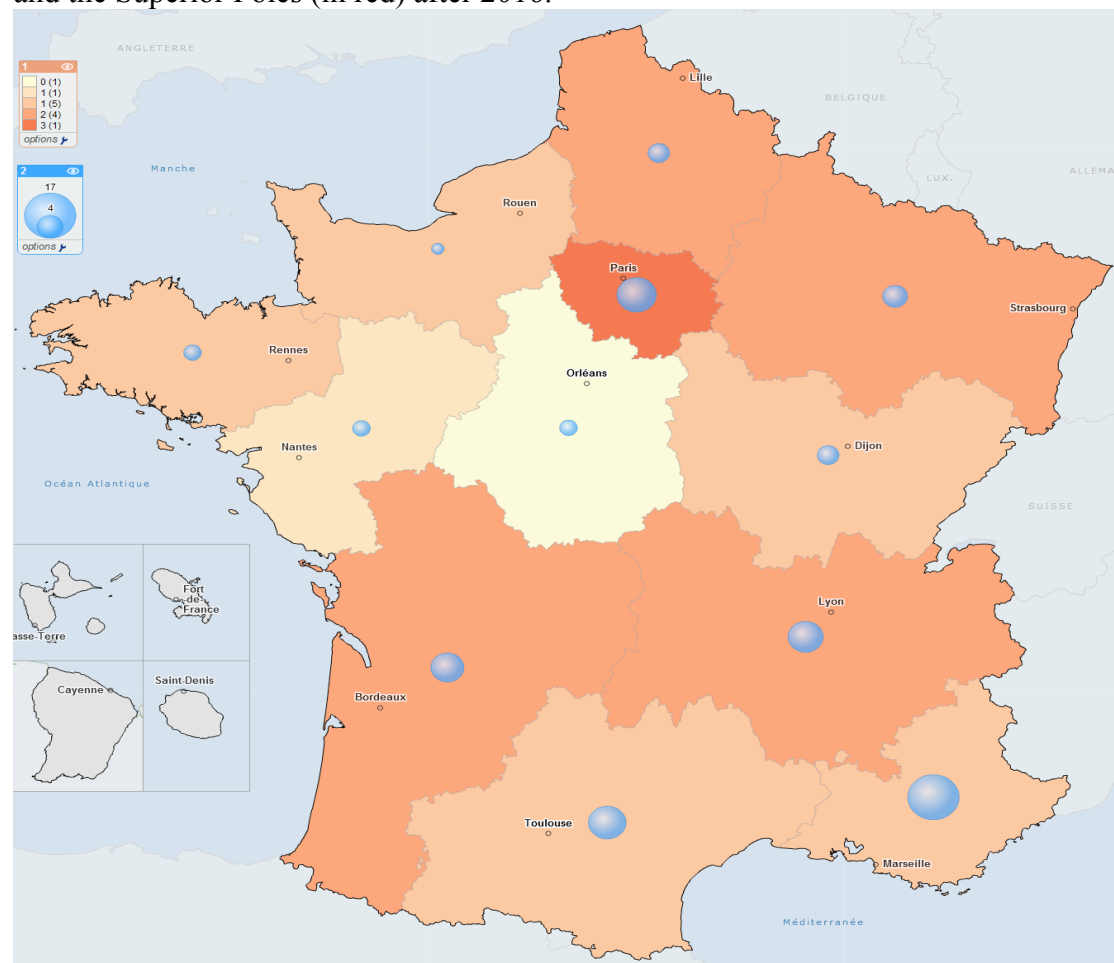 and the Superior Poles (in red) after 2016.
ANGLETERRE
1
0 (1)
1 (1)
1 (5)
2 (4)
3 (1)
options
Lille
BELGIQUE
Manche
2
17
4
options
LUX.
ALLEMA
Rouen
Paris
Strasbourg
Rennes
Orléans
Nantes
Dijon
Océan Atlantique
SUISSE
Fort
de
France
asse-Terre
Lyon
Cayenne
Saint-Denis
Bordeaux
Toulouse
Marseille
Méditerranée